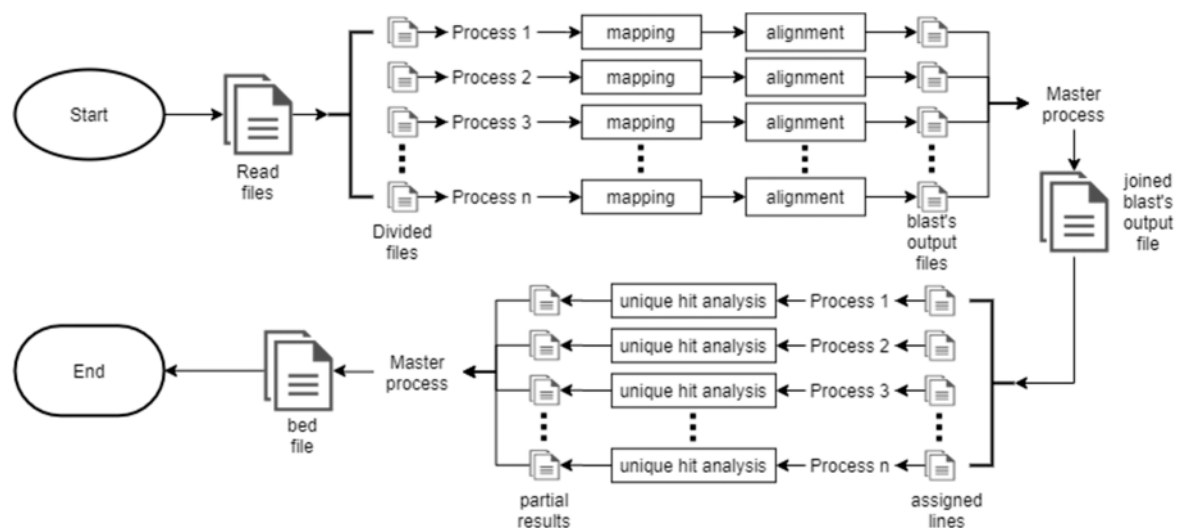 Start
Read
files
Divided
files
Process 1
mapping
alignment
Process 2
mapping
alignment
Process 3
mapping
alignment
Process n
mapping
alignment
blast's
output
files
Master
process
joined
blast's
output
file
assigned
lines
Process 1
unique hit analysis
Process 2
unique hit analysis
Process 3
unique hit analysis
Process n
unique hit analysis
partial
results
Master
process
bed
file
End